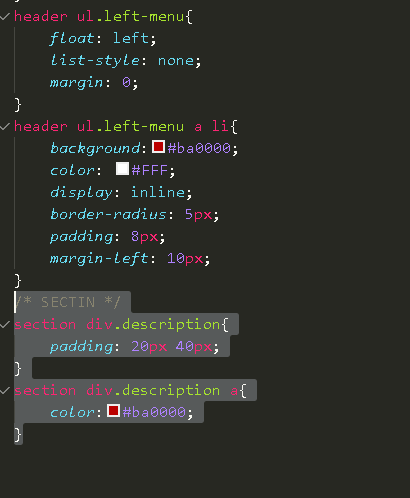 header ul.left-menu{
float: left;
list-style: none;
margin: 0;
}
header ul.left-menu a li{
background: #ba0000;
color: #FFF;
display: inline;
border-radius: 5px;
padding: 8px;
margin-left: 10px;
}
/* SECTIN */
section div.description{
padding: 20px 40px;
}
section div.description a{
color: #ba0000;
}